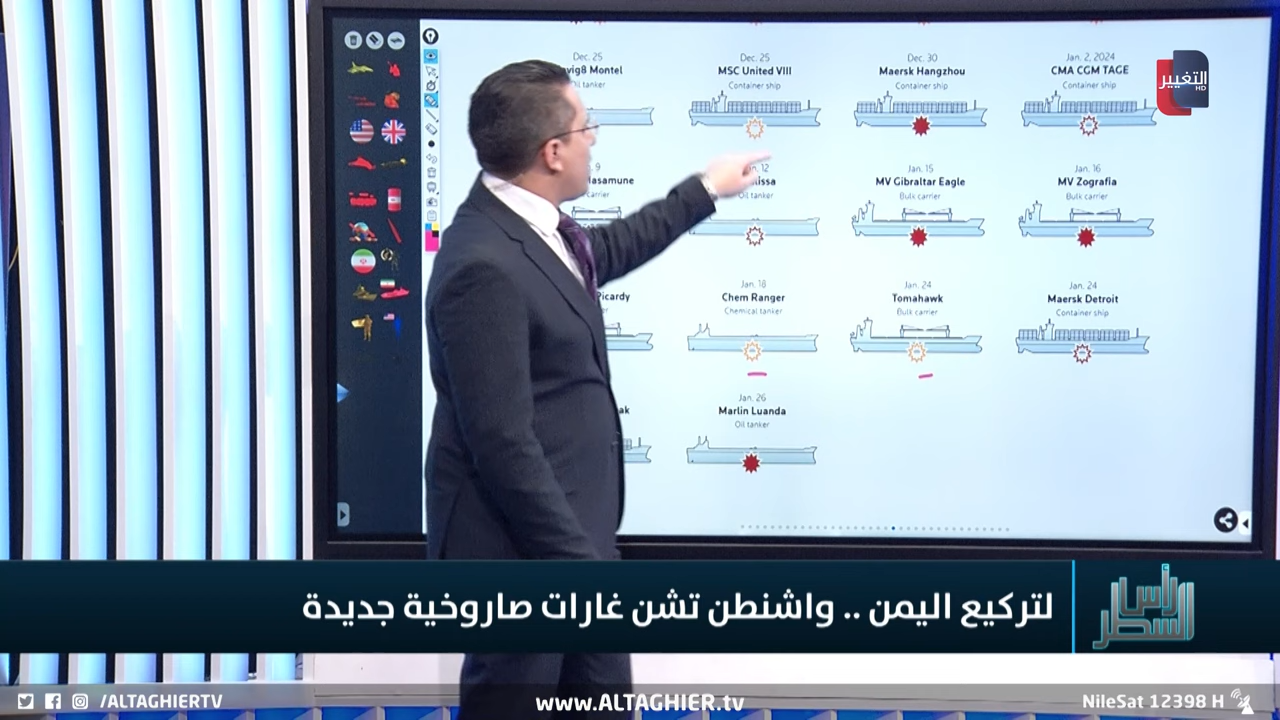 Dec. 25
Montel
tanker
Dec. 25
MSC United VIII
Container ship
Dec. 30
Maersk Hangzhou
Container ship
Jan. 2, 2024
CMA CGM TAGE
Container ship
التغيير
HD
9
carrier
12
Oil tanker
Jan. 15
MV Gibraltar Eagle
Bulk carrier
Jan. 16
MV Zografia
Bulk carrier
Picardy
Jan. 18
Chem Ranger
Chemical tanker
Jan. 24
Tomahawk
Bulk carrier
Jan. 24
Maersk Detroit
Container ship
Jan. 26
Marlin Luanda
Oil tanker
لتركيع اليمن .. واشنطن تشن غارات صاروخية جديدة
رأس السطر
/ALTAGHIERTV
www.ALTAGHIER.tv
NileSat 12398 H